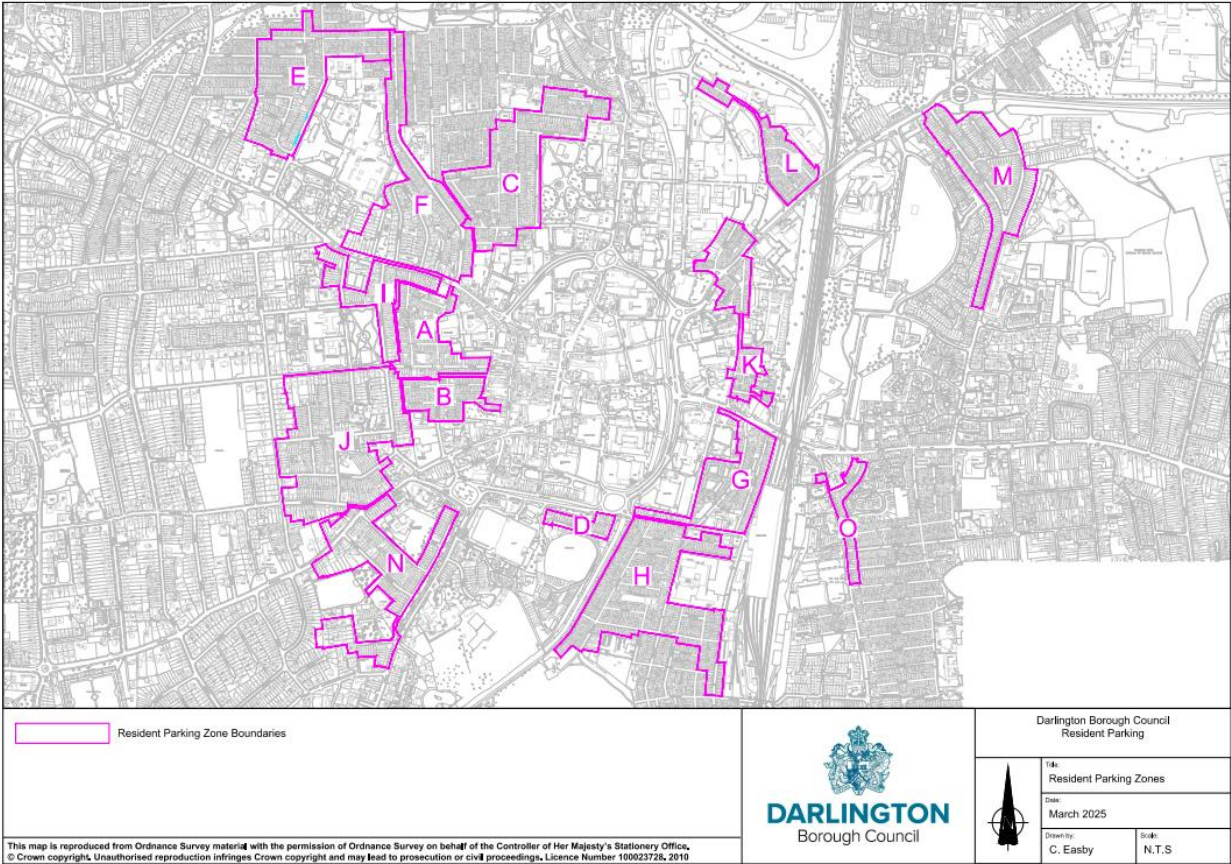 E
L
C
M
F
I
A
K
B
J
G
D
O
N
H
Resident Parking Zone Boundaries
This map is reproduced from Ordnance Survey material with the permission of Ordnance Survey on behalf of the Controller of Her Majesty's Stationery Office.
© Crown copyright. Unauthorised reproduction infringes Crown copyright and may lead to prosecution or civil proceedings. Licence Number 100023728. 2010
DARLINGTON
Borough Council
Darlington Borough Council
Resident Parking
Title:
Resident Parking Zones
Date:
March 2025
Drawn by:
C. Easby
Scale:
N.T.S